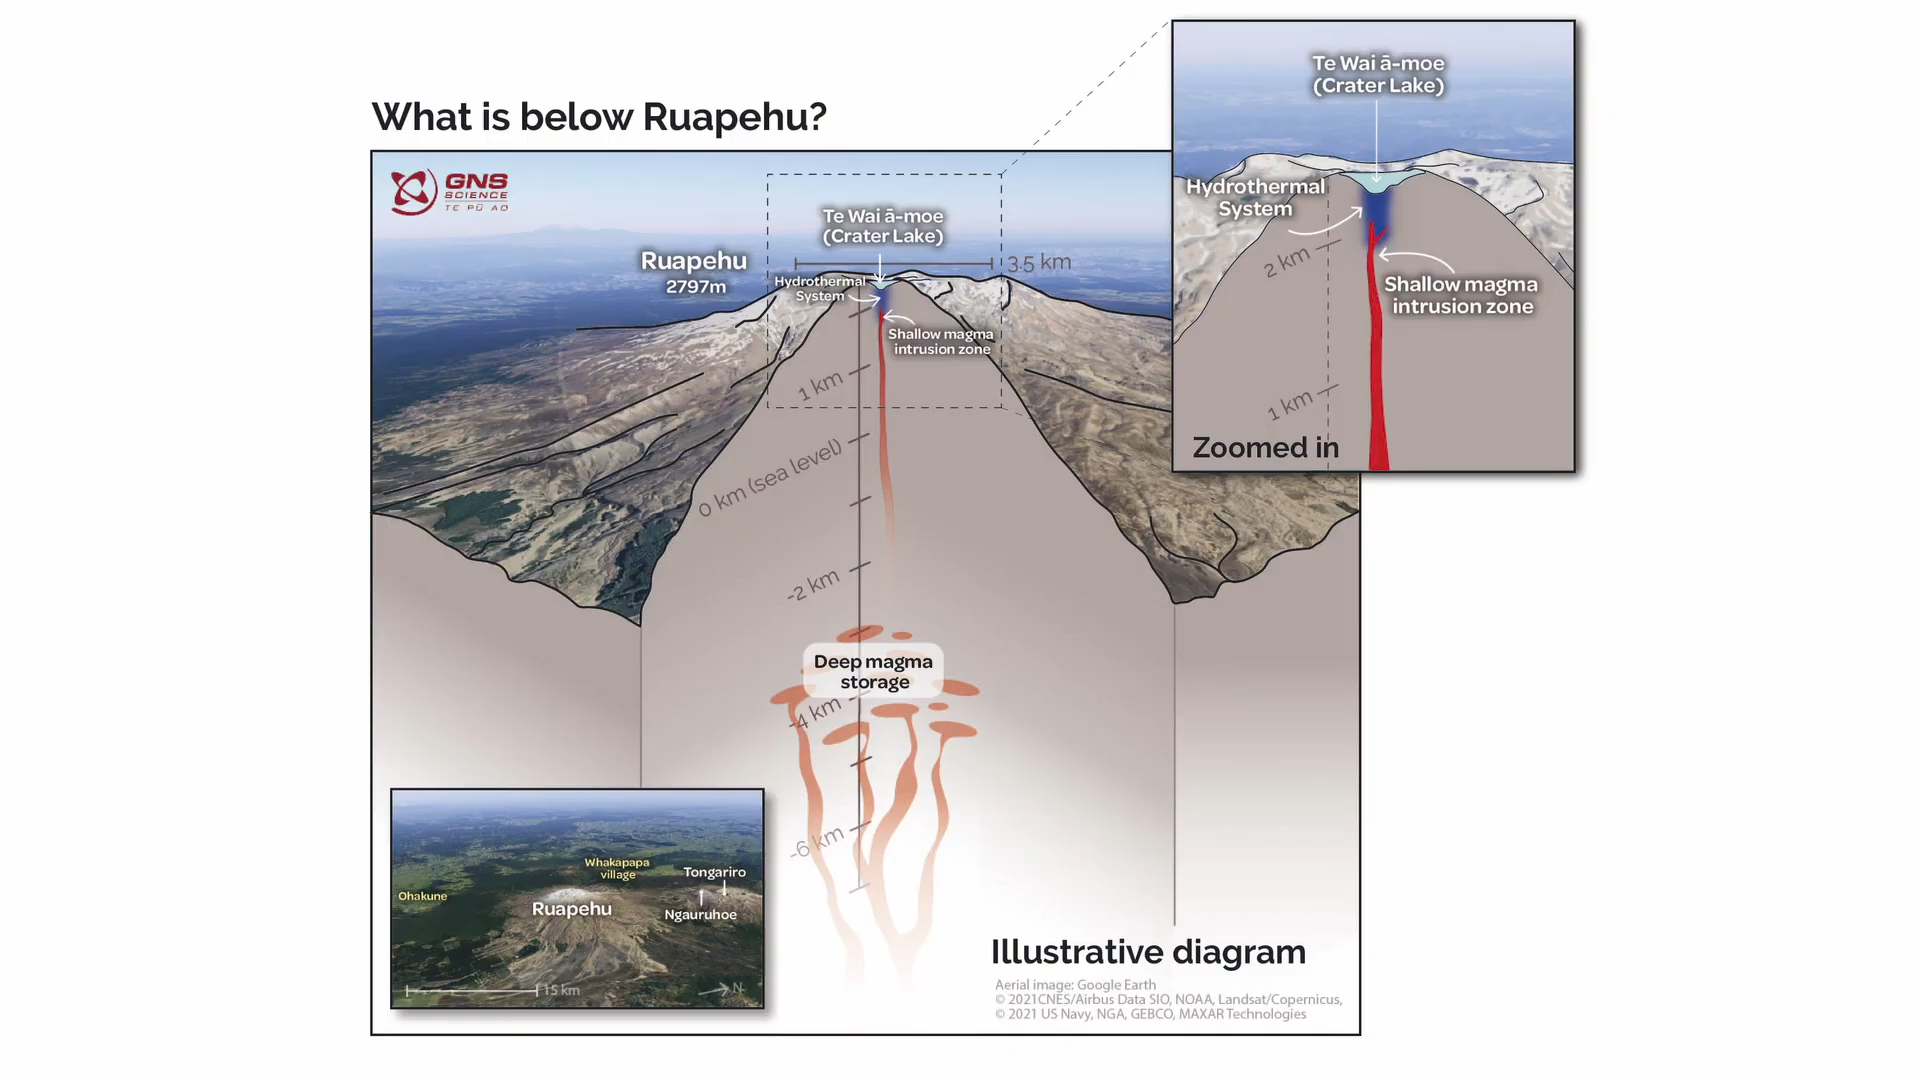 What is below Ruapehu?
GNS
SCIENCE
TE PŪ AO
Te Wai ā-moe
(Crater Lake)
Ruapehu
2797m
3.5 km
Hydrothermal
System
Shallow magma
intrusion zone
1 km
0 km (sea level)
-2 km
Deep magma
storage
-4 km
-6 km
Te Wai ā-moe
(Crater Lake)
Hydrothermal
System
2 km
Shallow magma
intrusion zone
1 km
Zoomed in
Whakapapa
village
Tongariro
Ohakune
Ruapehu
Ngauruhoe
15 km
N
Illustrative diagram
Aerial image: Google Earth
© 2021CNES/Airbus Data SIO, NOAA, Landsat/Copernicus,
© 2021 US Navy, NGA, GEBCO, MAXAR Technologies